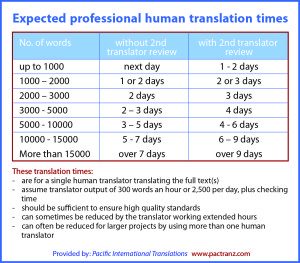 Expected professional human translation times
No. of words without 2nd translator review with 2nd translator review
up to 1000 next day 1 - 2 days
1000 – 2000 1 or 2 days 2 or 3 days
2000 – 3000 2 days 3 days
3000 - 5000 2 – 3 days 4 days
5000 - 10000 3 – 5 days 4 - 6 days
10000 - 15000 5 - 7 days 6 – 9 days
More than 15000 over 7 days over 9 days
These translation times:
- are for a single human translator translating the full text(s)
- assume translator output of 300 words an hour or 2,500 per day, plus checking
time
- should be sufficient to ensure high quality standards
- can sometimes be reduced by the translator working extended hours
- can often be reduced for larger projects by using more than one human
translator
Provided by: Pacific International Translations www.pactranz.com